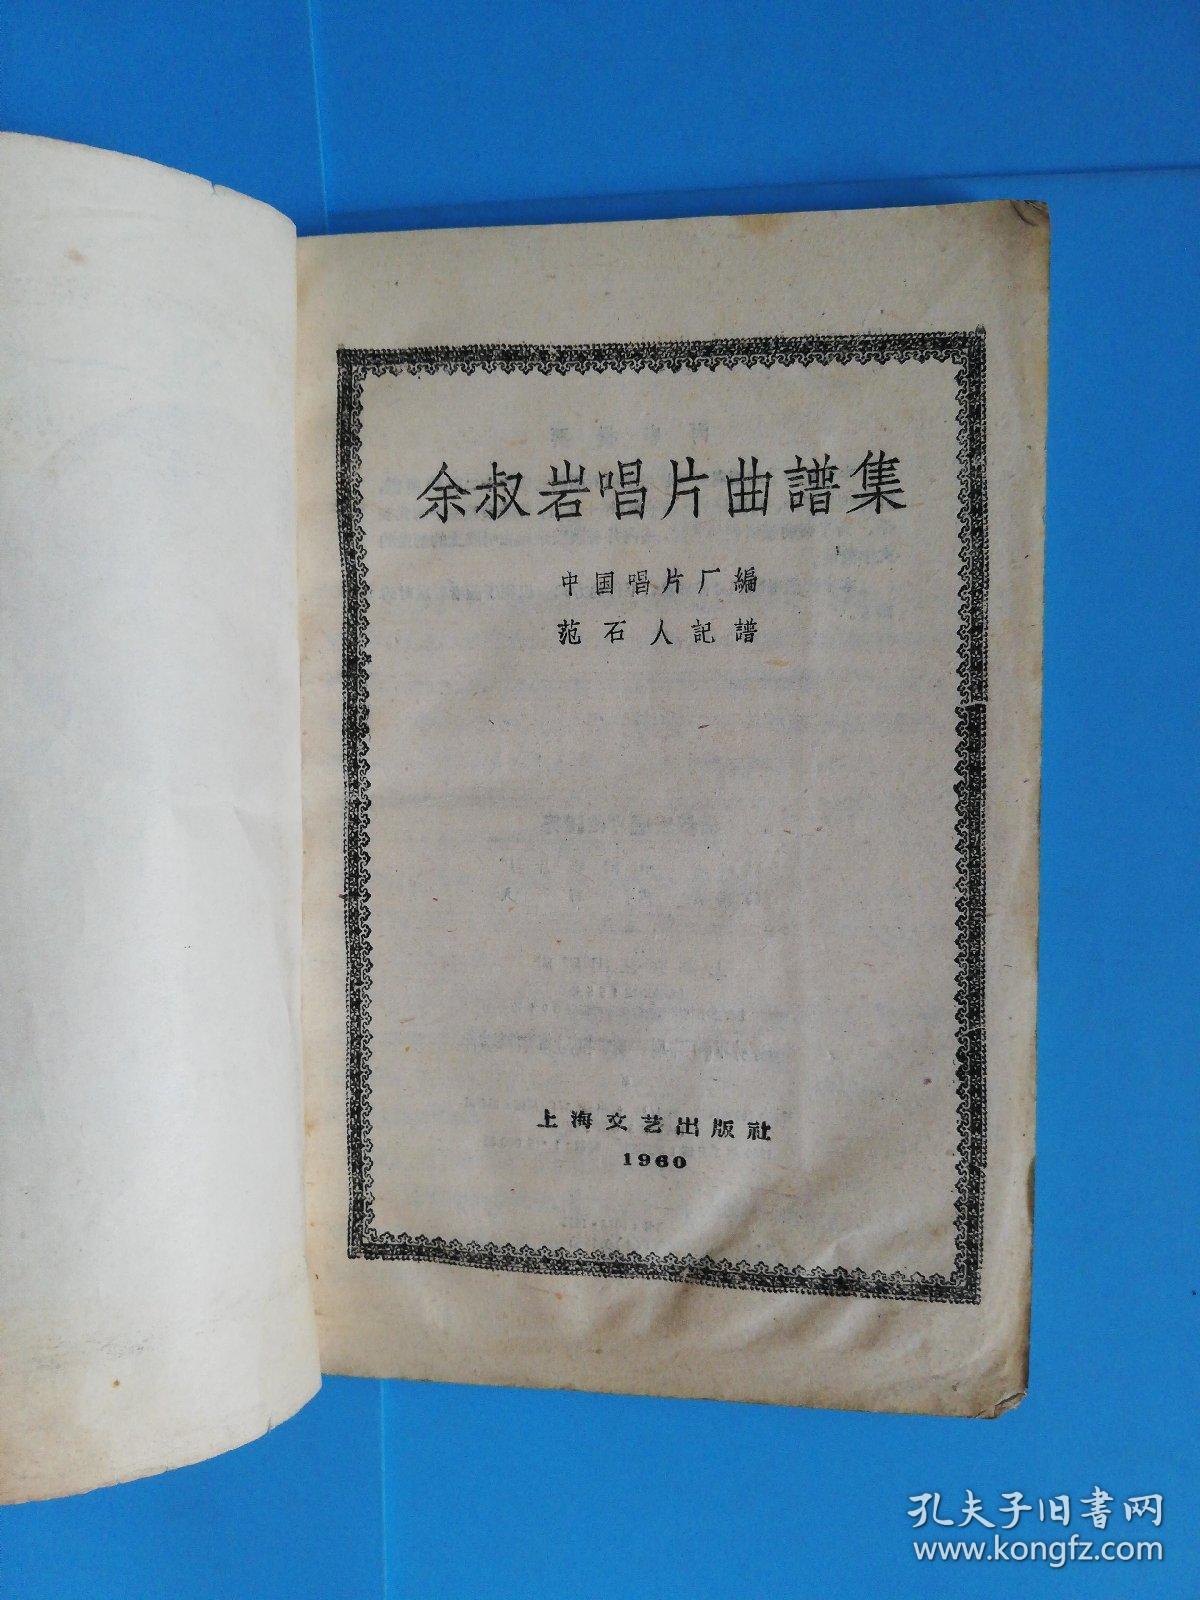 余叔岩唱片曲譜集
中国唱片厂編
范石人記譜
上海文艺出版社
1960
孔夫子旧書网
www.kongfz.com